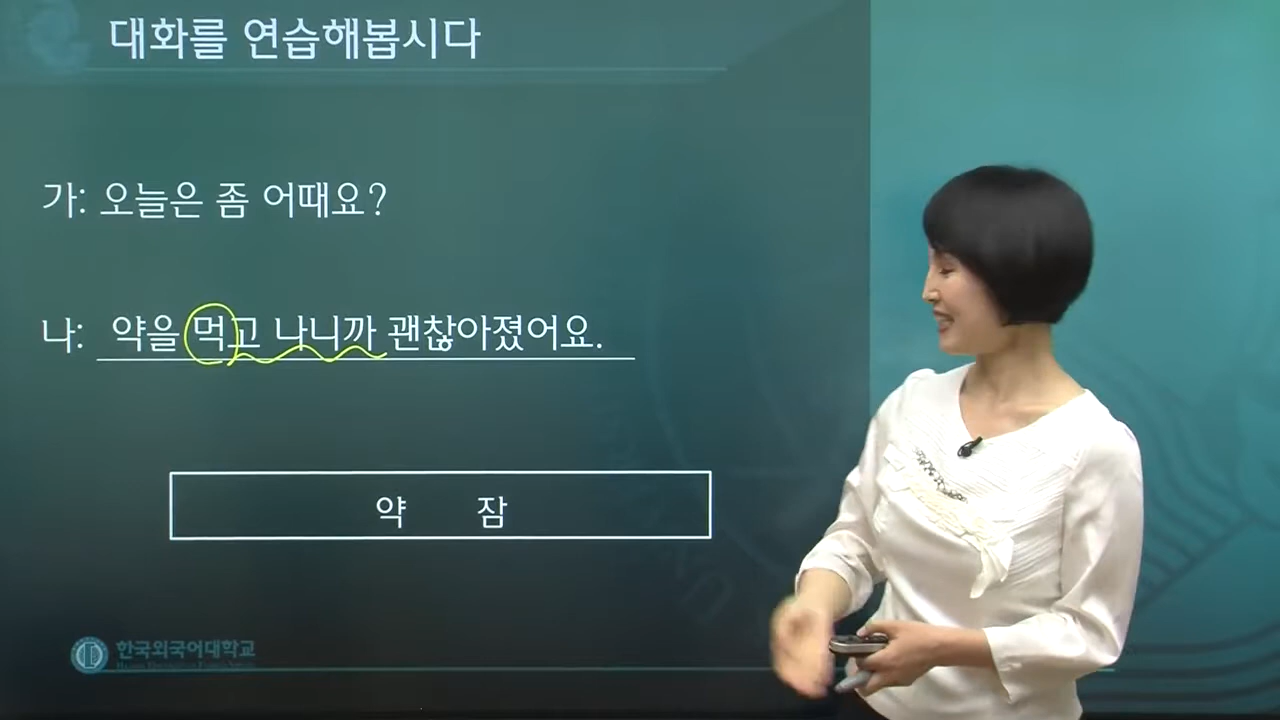 대화를 연습해봅시다
가: 오늘은 좀 어때요?
나: 약을 먹고 나니까 괜찮아졌어요.
약 잠
한국외국어대학교